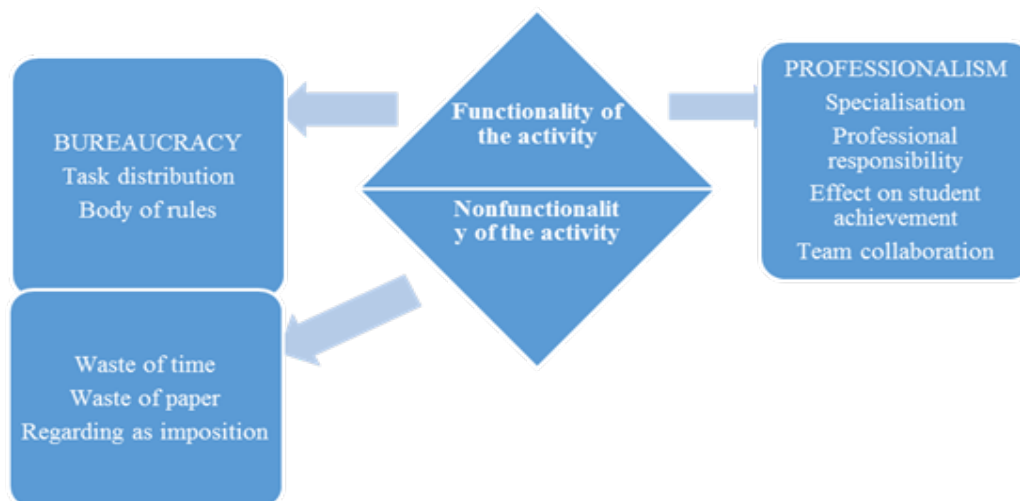 BUREAUCRACY
Task distribution
Body of rules
Waste of time
Waste of paper
Regarding as imposition
Functionality of
the activity
Nonfunctionalit
y of the activity
PROFESSIONALISM
Specialisation
Professional
responsibility
Effect on student
achievement
Team collaboration